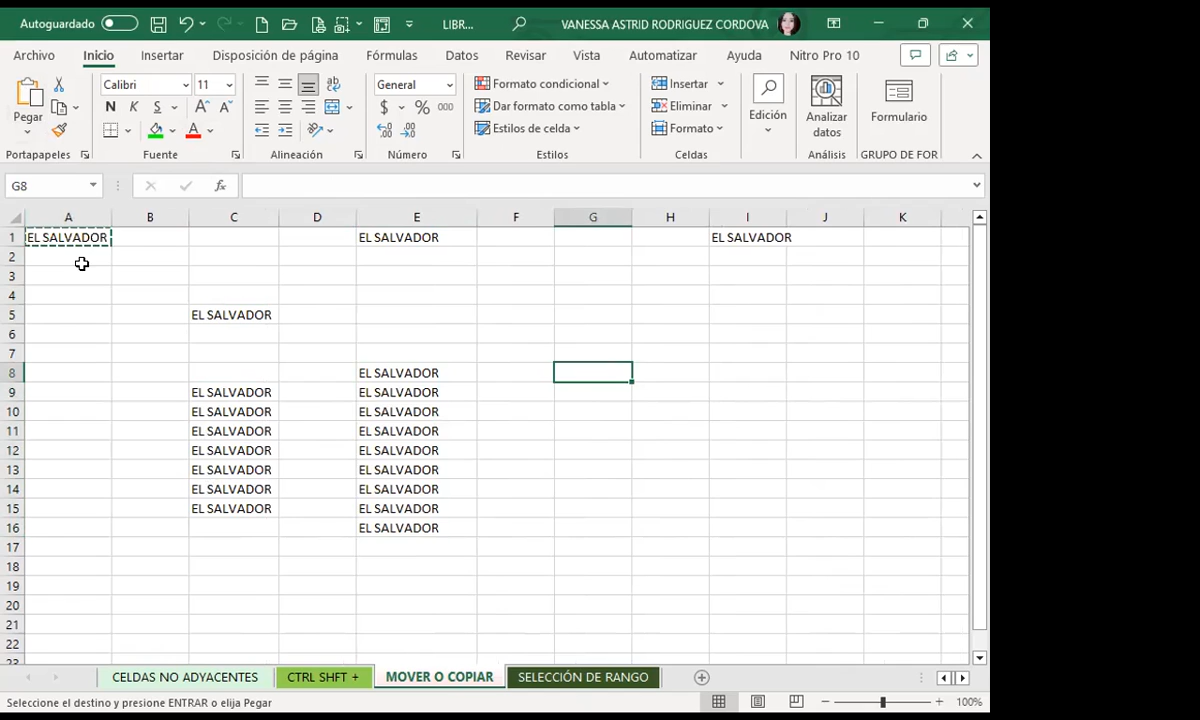 Autoguardado LIBR... VANESSA ASTRID RODRIGUEZ CORDOVA
Archivo Inicio Insertar Disposición de página Fórmulas Datos Revisar Vista Automatizar Ayuda Nitro Pro 10
Pegar Calibri 11 General Formato condicional Insertar Edición Analizar datos Formulario
N K S $ % 000 Dar formato como tabla Eliminar
A Estilos de celda Formato
Portapapeles Fuente Alineación Número Estilos Celdas Análisis GRUPO DE FOR
G8 fx
A B C D E F G H I J K
1 EL SALVADOR EL SALVADOR EL SALVADOR
2
3
4
5 EL SALVADOR
6
7
8 EL SALVADOR
9 EL SALVADOR EL SALVADOR
10 EL SALVADOR EL SALVADOR
11 EL SALVADOR EL SALVADOR
12 EL SALVADOR EL SALVADOR
13 EL SALVADOR EL SALVADOR
14 EL SALVADOR EL SALVADOR
15 EL SALVADOR EL SALVADOR
16 EL SALVADOR
17
18
19
20
21
22
23
CELDAS NO ADYACENTES CTRL SHFT + MOVER O COPIAR SELECCIÓN DE RANGO
Seleccione el destino y presione ENTRAR o elija Pegar 100%